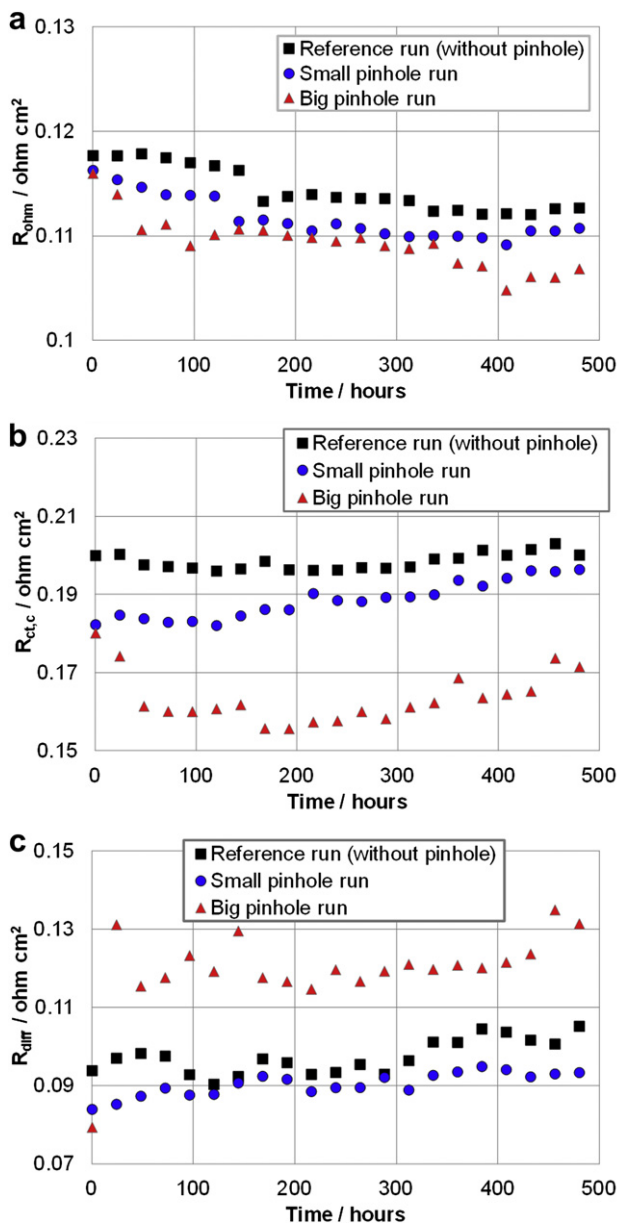 a
0.13
0.12
0.11
0.1
R_ohm / ohm cm²
Reference run (without pinhole)
Small pinhole run
Big pinhole run
0 100 200 300 400 500
Time / hours
b
0.23
0.21
0.19
0.17
0.15
R_ct,c / ohm cm²
Reference run (without pinhole)
Small pinhole run
Big pinhole run
0 100 200 300 400 500
Time / hours
c
0.15
0.13
0.11
0.09
0.07
R_diff / ohm cm²
Reference run (without pinhole)
Small pinhole run
Big pinhole run
0 100 200 300 400 500
Time / hours